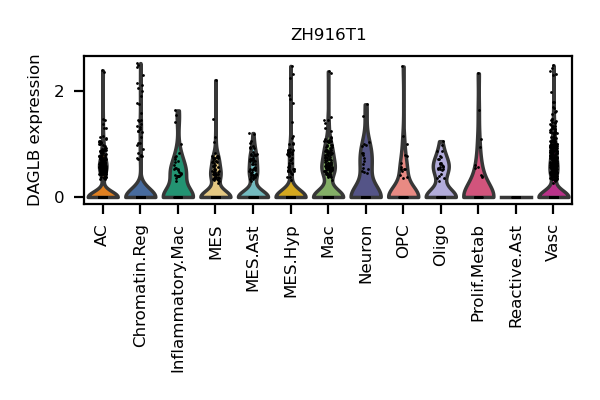 ZH916T1
DAGLB expression
2
0
AC
Chromatin.Reg
Inflammatory.Mac
MES
MES.Ast
MES.Hyp
Mac
Neuron
OPC
Oligo
Prolif.Metab
Reactive.Ast
Vasc